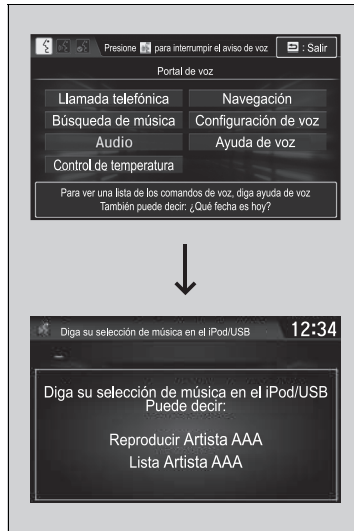 Presione para interrumpir el aviso de voz
: Salir
Portal de voz
Llamada telefónica
Navegación
Búsqueda de música
Configuración de voz
Audio
Ayuda de voz
Control de temperatura
Para ver una lista de los comandos de voz, diga ayuda de voz
También puede decir: ¿Qué fecha es hoy?
Diga su selección de música en el iPod/USB
12:34
Diga su selección de música en el iPod/USB
Puede decir:
Reproducir Artista AAA
Lista Artista AAA